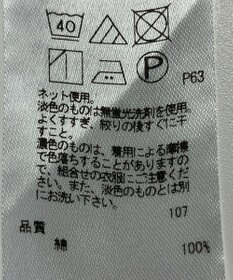 40
P
P63
ネット使用。
淡色のものは無蛍光洗剤を使用。
よくすすぎ、絞りの後すぐに干
すこと。
濃色のものは、着用による摩擦
で色落ちすることがありますの
で、組合せの衣服にご注意くだ
さい。また、淡色のものとは別
にお洗い下さい。
107
品質
綿 100%